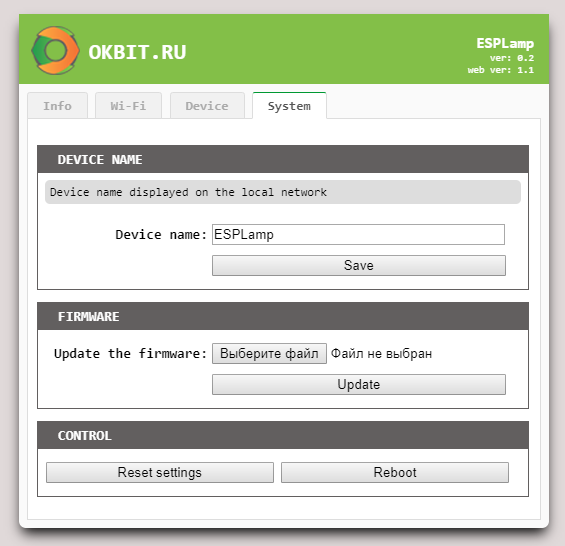 OKBIT.RU
ESPLamp
ver: 0.2
web ver: 1.1
Info Wi-Fi Device System
DEVICE NAME
Device name displayed on the local network
Device name: ESPLamp
Save
FIRMWARE
Update the firmware: Выберите файл Файл не выбран
Update
CONTROL
Reset settings Reboot